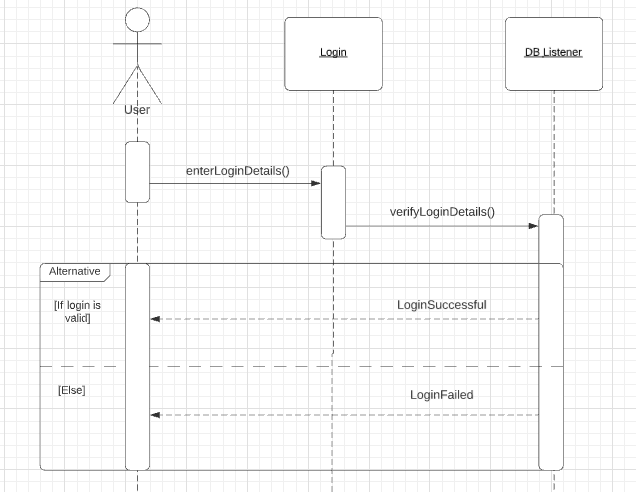 Login
DB Listener
User
enterLoginDetails()
verifyLoginDetails()
Alternative
[If login is
valid]
LoginSuccessful
[Else]
LoginFailed